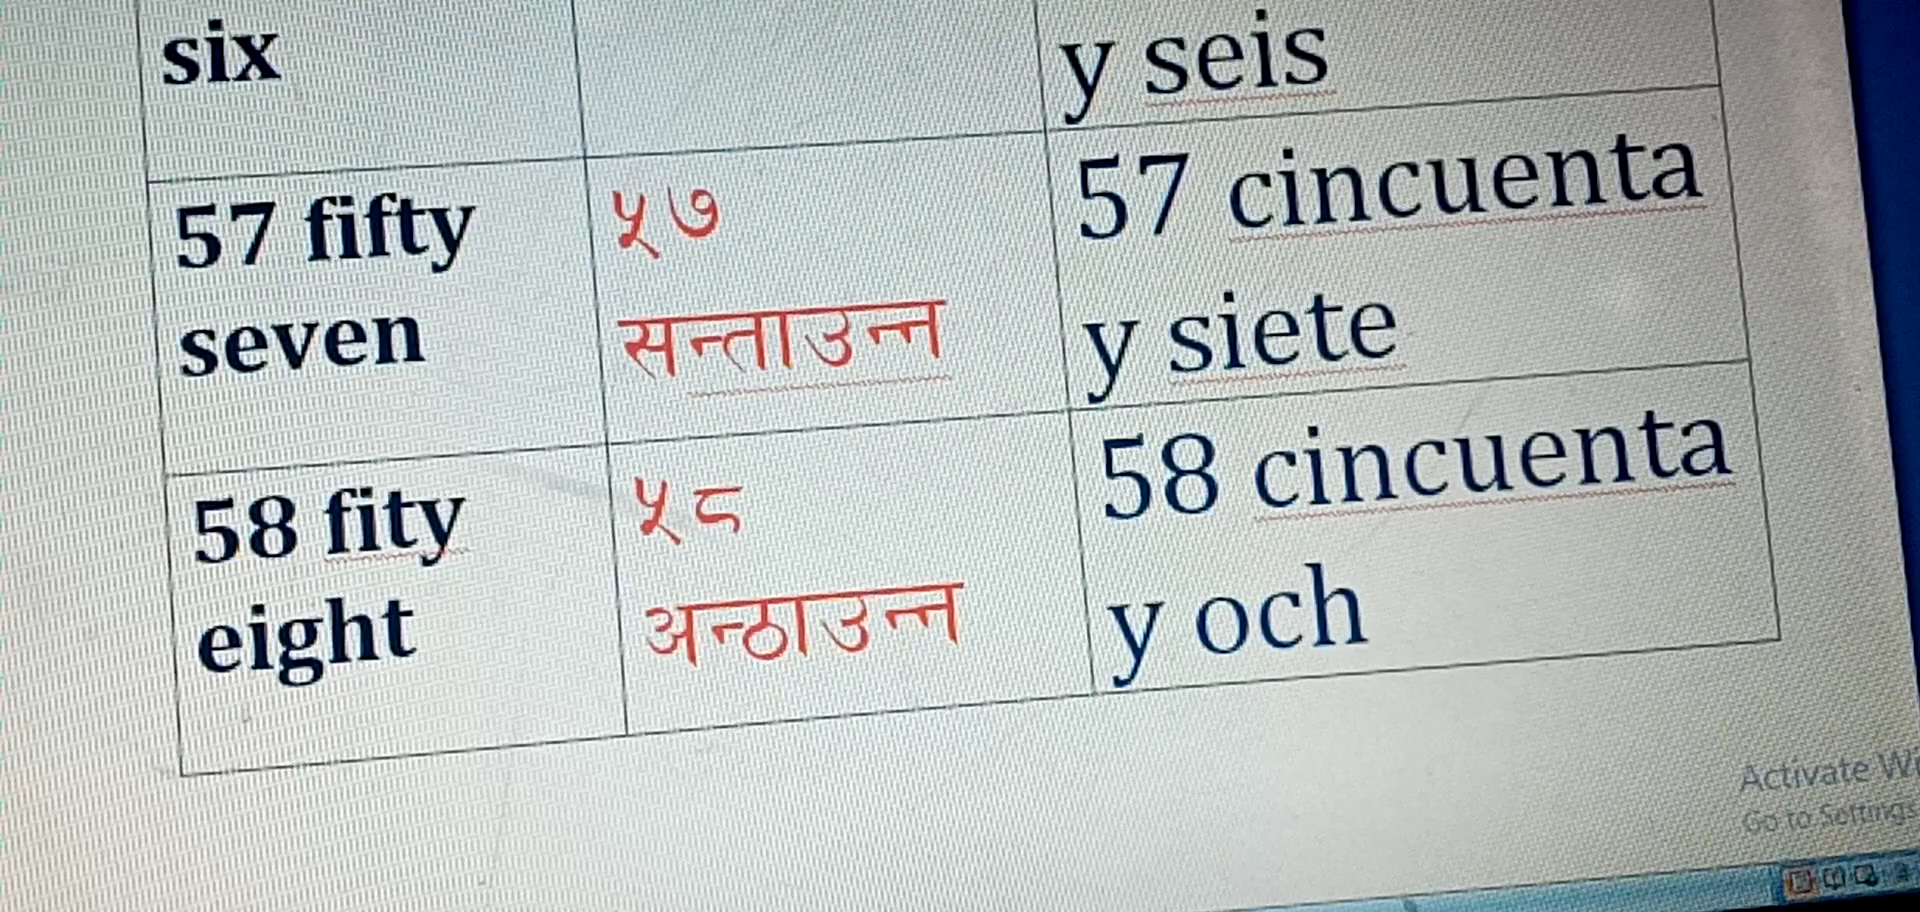 six
y seis
57 fifty
seven
५७
सन्ताउन्न
57 cincuenta
y siete
58 fity
eight
५८
अन्ठाउन्न
58 cincuenta
y och
Activate Wi
Go to Settings